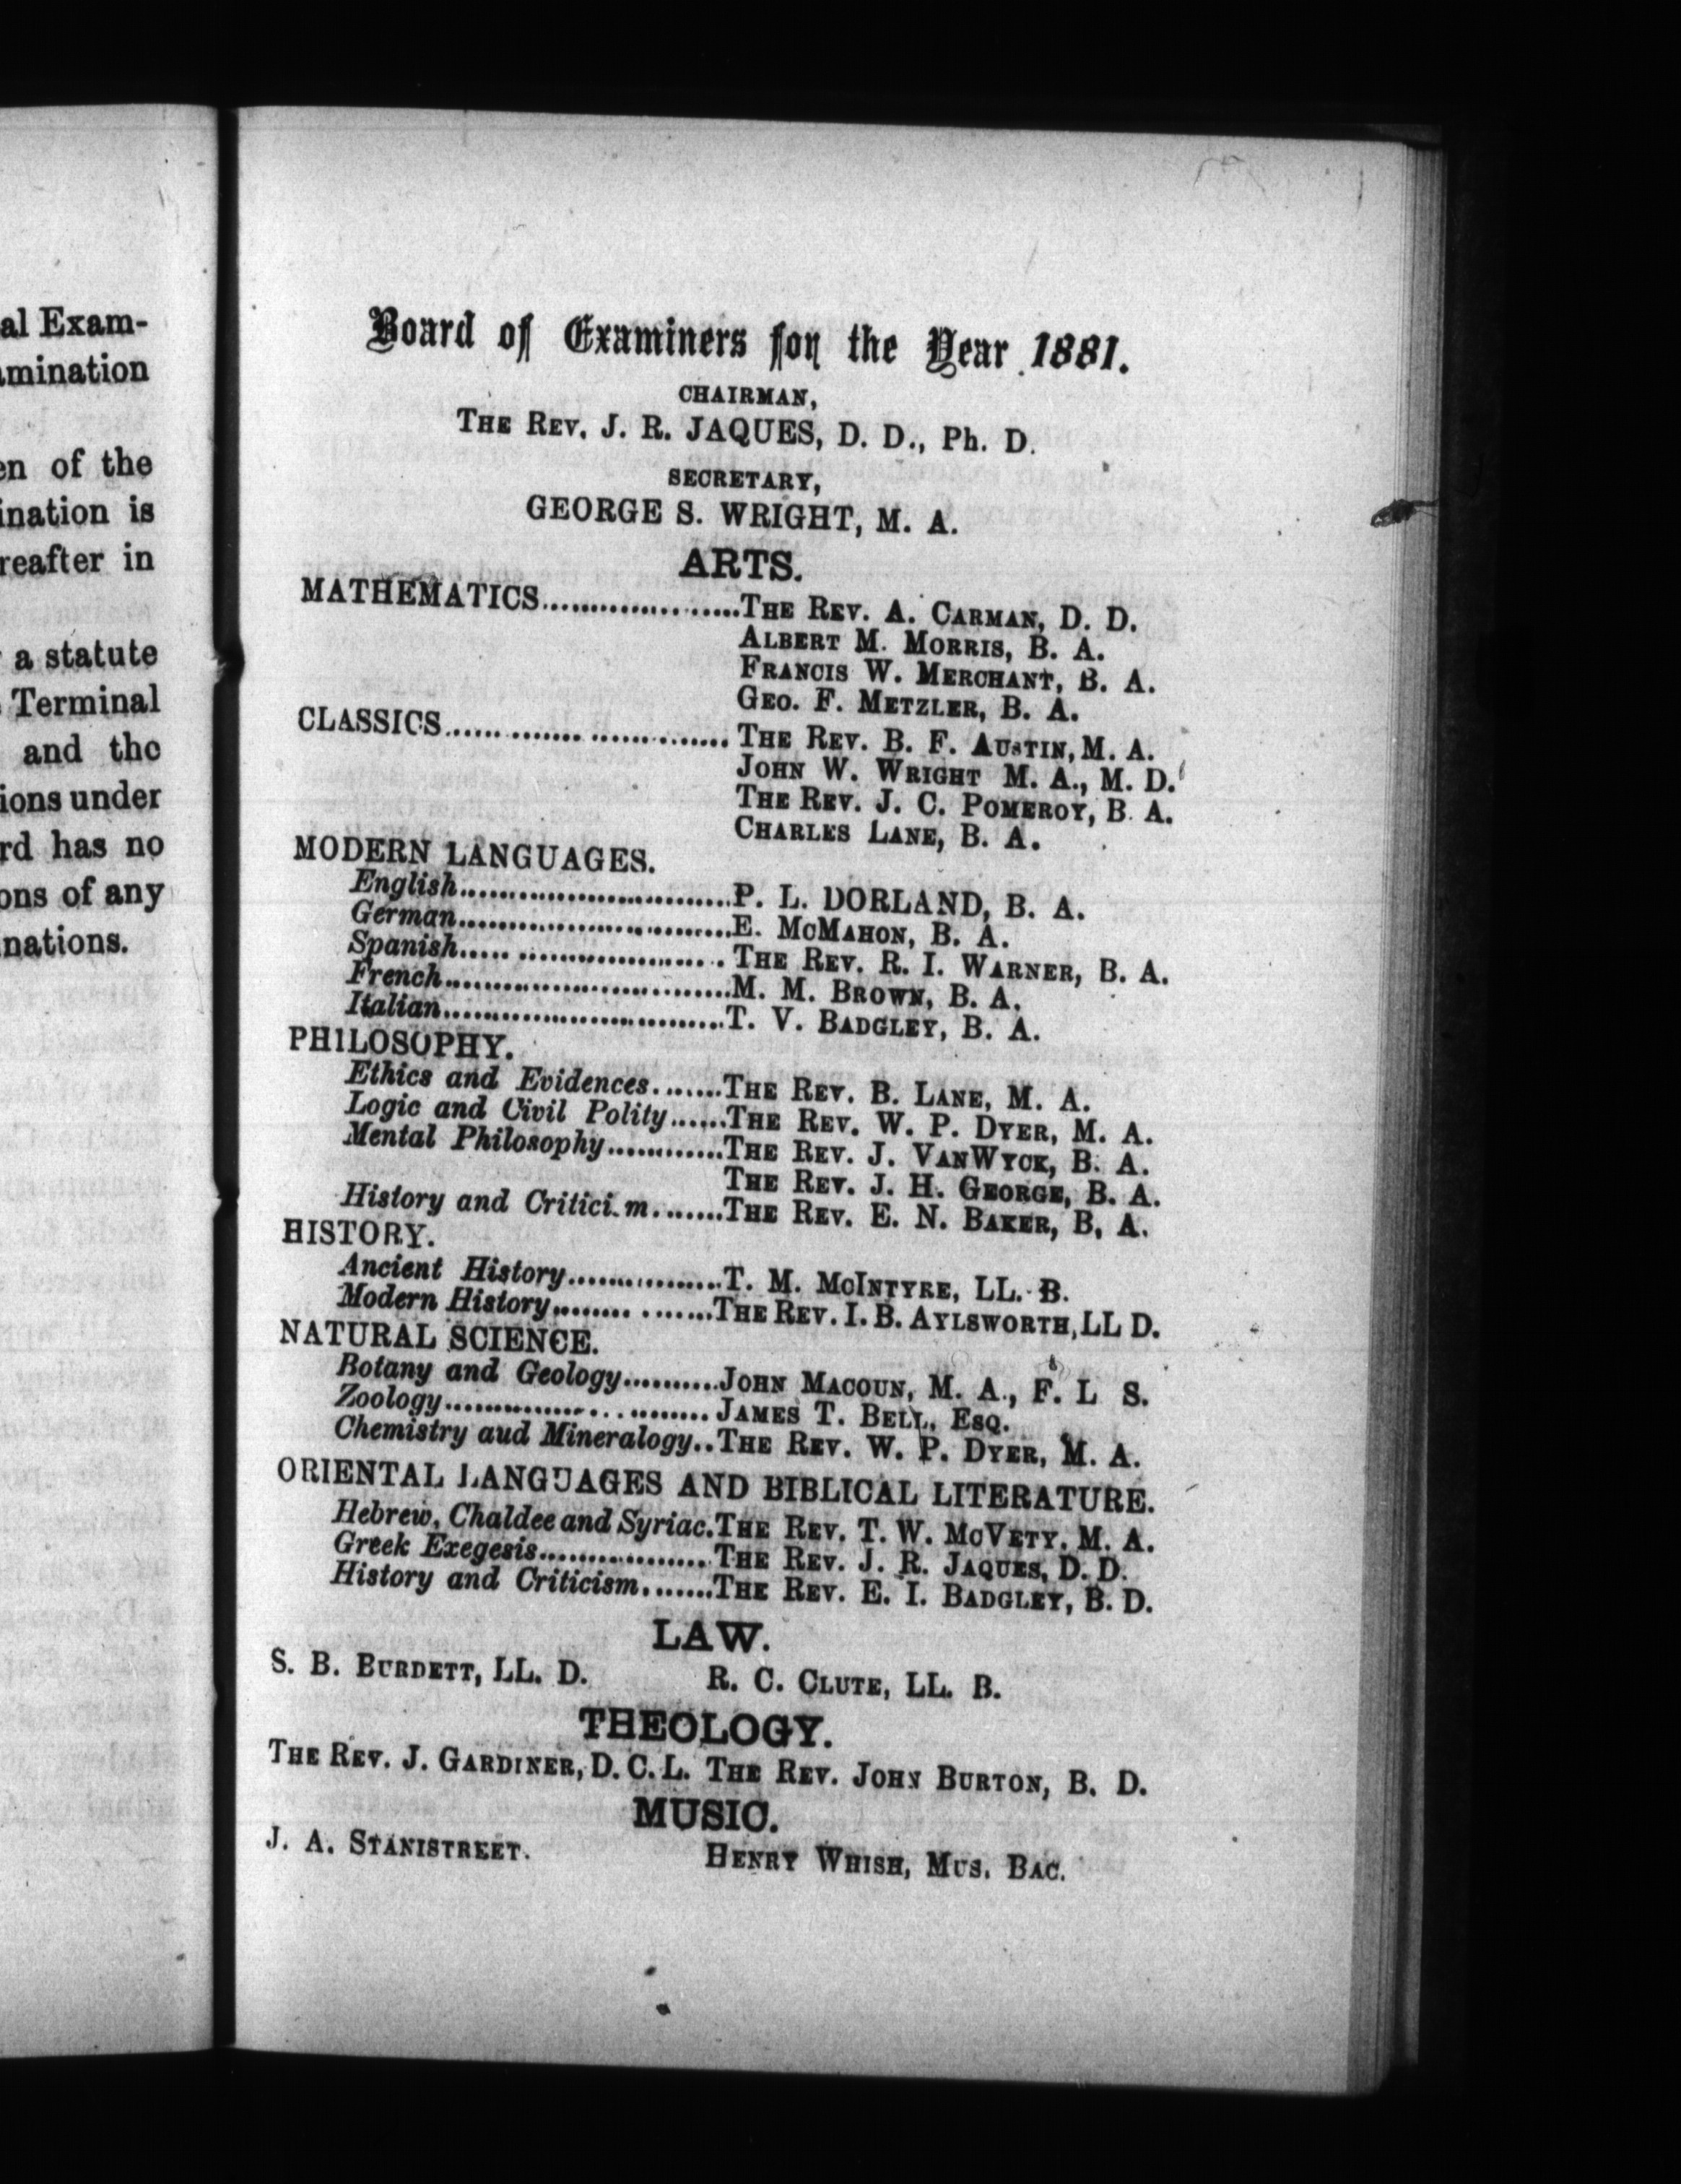 al Exam-
amination
en of the
ination is
reafter in
a statute
Terminal
and the
ions under
rd has no
ons of any
nations.
Board of Examiners for the Year 1881.
CHAIRMAN,
THE REV. J. R. JAQUES, D. D., Ph. D.
SECRETARY,
GEORGE S. WRIGHT, M. A.
ARTS.
MATHEMATICS....................THE REV. A. CARMAN, D. D.
ALBERT M. MORRIS, B. A.
FRANCIS W. MERCHANT, B. A.
GEO. F. METZLER, B. A.
CLASSICS............................THE REV. B. F. AUSTIN, M. A.
JOHN W. WRIGHT M. A., M. D.
THE REV. J. C. POMEROY, B. A.
CHARLES LANE, B. A.
MODERN LANGUAGES.
English............................P. L. DORLAND, B. A.
German............................E. MCMAHON, B. A.
Spanish..... ......................THE REV. R. I. WARNER, B. A.
French.............................M. M. BROWN, B. A.
Italian.............................T. V. BADGLEY, B. A.
PHILOSOPHY.
Ethics and Evidences.......THE REV. B. LANE, M. A.
Logic and Civil Polity......THE REV. W. P. DYER, M. A.
Mental Philosophy............THE REV. J. VANWYCK, B. A.
THE REV. J. H. GEORGE, B. A.
History and Critici.m.......THE REV. E. N. BAKER, B, A.
HISTORY.
Ancient History................T. M. MCINTYRE, LL. B.
Modern History........ .......THE REV. I. B. AYLSWORTH, LL D.
NATURAL SCIENCE.
Botany and Geology..........JOHN MACOUN, M. A., F. L S.
Zoology...........................JAMES T. BELL, ESQ.
Chemistry aud Mineralogy..THE REV. W. P. DYER, M. A.
ORIENTAL LANGUAGES AND BIBLICAL LITERATURE.
Hebrew, Chaldee and Syriac.THE REV. T. W. MCVETY. M. A.
Greek Exegesis.................THE REV. J. R. JAQUES, D. D.
History and Criticism.......THE REV. E. I. BADGLEY, B. D.
LAW.
S. B. BURDETT, LL. D. R. C. CLUTE, LL. B.
THEOLOGY.
THE REV. J. GARDINER, D. C. L. THE REV. JOHN BURTON, B. D.
MUSIC.
J. A. STANISTREET. HENRY WHISH, MUS. BAC.